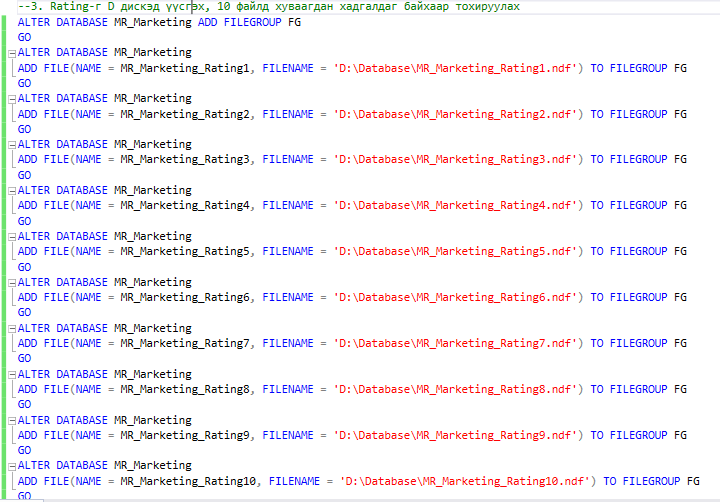 --3. Rating-г D дискэд үүсгэх, 10 файлд хуваагдан хадгалдаг байхаар тохируулах
ALTER DATABASE MR_Marketing ADD FILEGROUP FG
GO
ALTER DATABASE MR_Marketing
ADD FILE(NAME = MR_Marketing_Rating1, FILENAME = 'D:\Database\MR_Marketing_Rating1.ndf') TO FILEGROUP FG
GO
ALTER DATABASE MR_Marketing
ADD FILE(NAME = MR_Marketing_Rating2, FILENAME = 'D:\Database\MR_Marketing_Rating2.ndf') TO FILEGROUP FG
GO
ALTER DATABASE MR_Marketing
ADD FILE(NAME = MR_Marketing_Rating3, FILENAME = 'D:\Database\MR_Marketing_Rating3.ndf') TO FILEGROUP FG
GO
ALTER DATABASE MR_Marketing
ADD FILE(NAME = MR_Marketing_Rating4, FILENAME = 'D:\Database\MR_Marketing_Rating4.ndf') TO FILEGROUP FG
GO
ALTER DATABASE MR_Marketing
ADD FILE(NAME = MR_Marketing_Rating5, FILENAME = 'D:\Database\MR_Marketing_Rating5.ndf') TO FILEGROUP FG
GO
ALTER DATABASE MR_Marketing
ADD FILE(NAME = MR_Marketing_Rating6, FILENAME = 'D:\Database\MR_Marketing_Rating6.ndf') TO FILEGROUP FG
GO
ALTER DATABASE MR_Marketing
ADD FILE(NAME = MR_Marketing_Rating7, FILENAME = 'D:\Database\MR_Marketing_Rating7.ndf') TO FILEGROUP FG
GO
ALTER DATABASE MR_Marketing
ADD FILE(NAME = MR_Marketing_Rating8, FILENAME = 'D:\Database\MR_Marketing_Rating8.ndf') TO FILEGROUP FG
GO
ALTER DATABASE MR_Marketing
ADD FILE(NAME = MR_Marketing_Rating9, FILENAME = 'D:\Database\MR_Marketing_Rating9.ndf') TO FILEGROUP FG
GO
ALTER DATABASE MR_Marketing
ADD FILE(NAME = MR_Marketing_Rating10, FILENAME = 'D:\Database\MR_Marketing_Rating10.ndf') TO FILEGROUP FG
GO